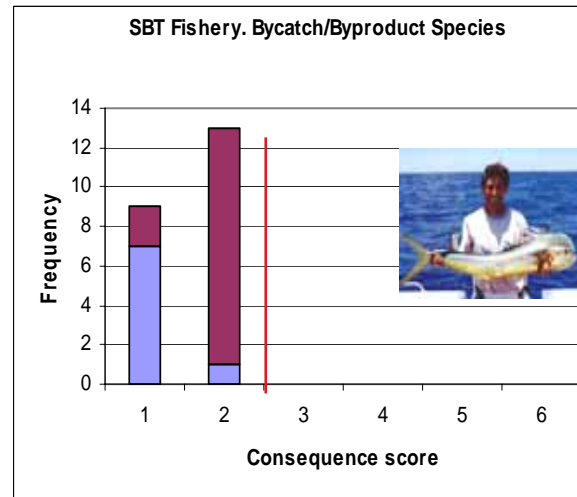 SBT Fishery. Bycatch/Byproduct Species
14
12
10
8
6
4
2
0
Frequency
1 2 3 4 5 6
Consequence score